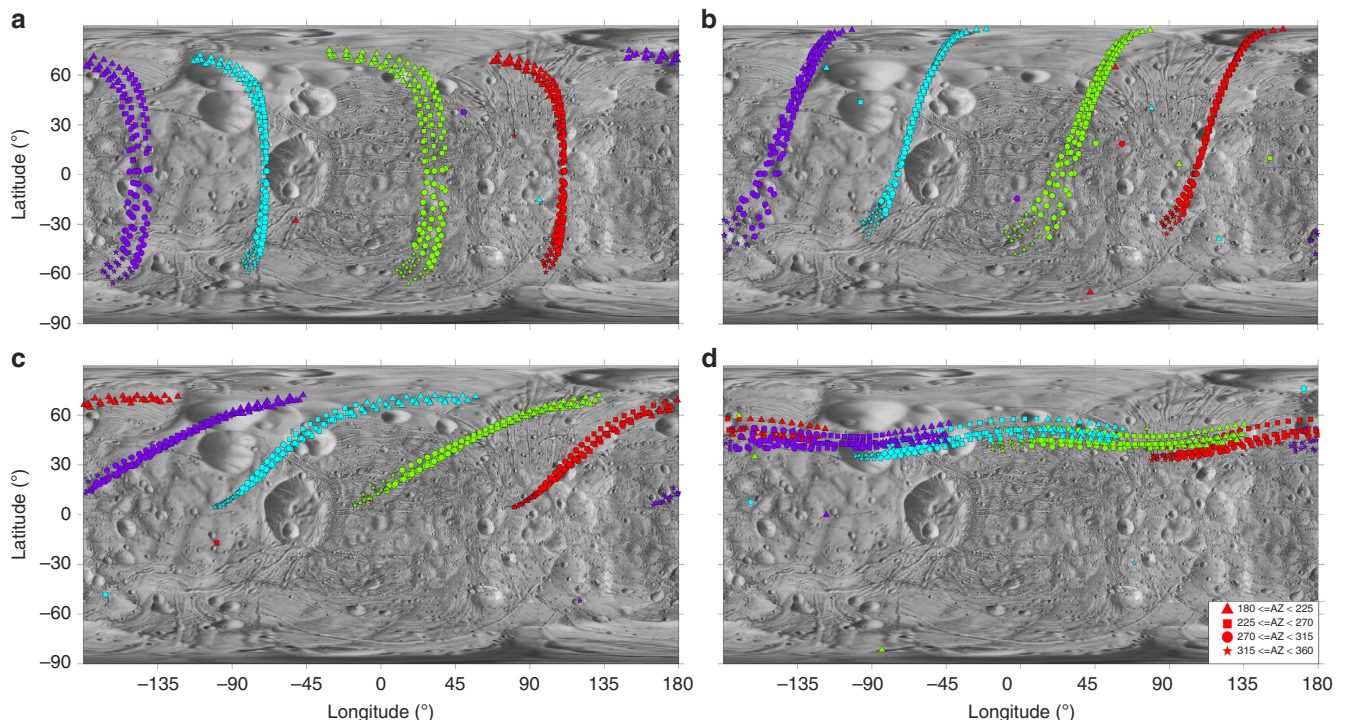 a
b
60
30
0
−30
−60
−90
Latitude (°)
c
d
60
30
0
−30
−60
−90
Latitude (°)
180 <=AZ < 225
225 <=AZ < 270
270 <=AZ < 315
315 <=AZ < 360
−135 −90 −45 0 45 90 135 180
Longitude (°)
−135 −90 −45 0 45 90 135 180
Longitude (°)